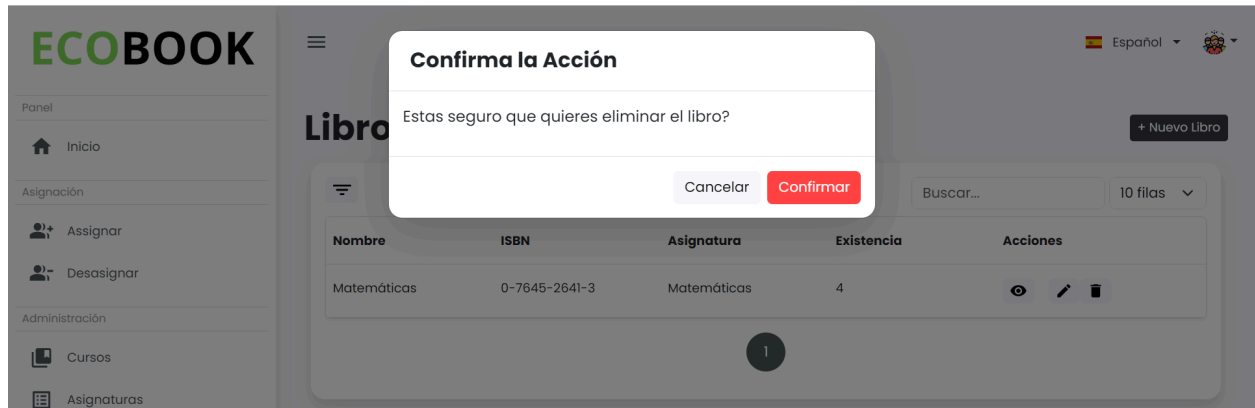 ECOBOOK
Español
Confirma la Acción
Estas seguro que quieres eliminar el libro?
Cancelar
Confirmar
Panel
Inicio
Asignación
Assignar
Desasignar
Administración
Cursos
Asignaturas
Libro
+ Nuevo Libro
Buscar...
10 filas
Nombre ISBN Asignatura Existencia Acciones
Matemáticas 0-7645-2641-3 Matemáticas 4
1